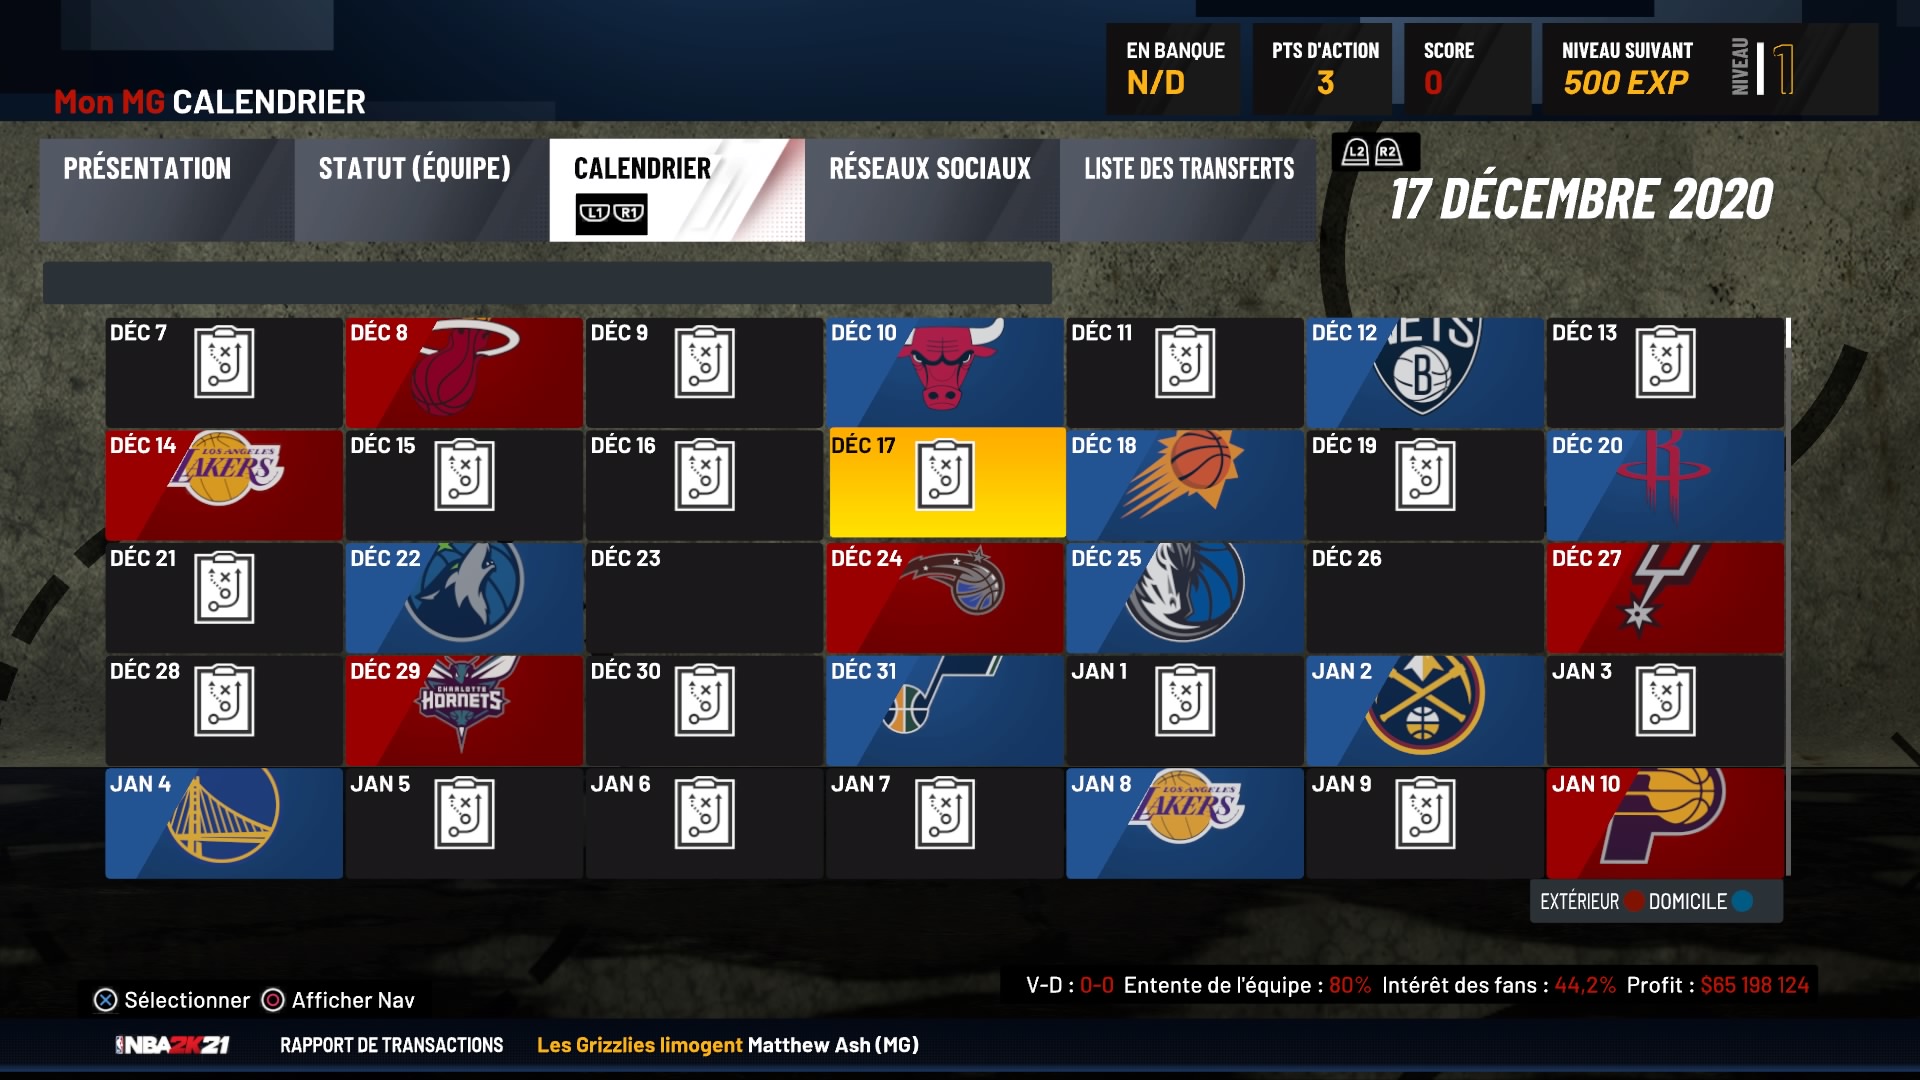 EN BANQUE
N/D
PTS D'ACTION
3
SCORE
0
NIVEAU SUIVANT
500 EXP
NIVEAU
1
Mon MG CALENDRIER
PRÉSENTATION
STATUT (ÉQUIPE)
CALENDRIER
L1 R1
RÉSEAUX SOCIAUX
LISTE DES TRANSFERTS
L2 R2
17 DÉCEMBRE 2020
DÉC 7
DÉC 8
DÉC 9
DÉC 10
DÉC 11
DÉC 12
NETS
B
DÉC 13
DÉC 14
LOS ANGELES
LAKERS
DÉC 15
DÉC 16
DÉC 17
DÉC 18
DÉC 19
DÉC 20
R
DÉC 21
DÉC 22
DÉC 23
DÉC 24
DÉC 25
DÉC 26
DÉC 27
DÉC 28
DÉC 29
CHARLOTTE
HORNETS
DÉC 30
DÉC 31
JAN 1
JAN 2
JAN 3
JAN 4
JAN 5
JAN 6
JAN 7
JAN 8
LOS ANGELES
LAKERS
JAN 9
JAN 10
EXTÉRIEUR DOMICILE
V-D : 0-0 Entente de l'équipe : 80% Intérêt des fans : 44,2% Profit : $65 198 124
Sélectionner Afficher Nav
NBA2K21 RAPPORT DE TRANSACTIONS Les Grizzlies limogent Matthew Ash (MG)